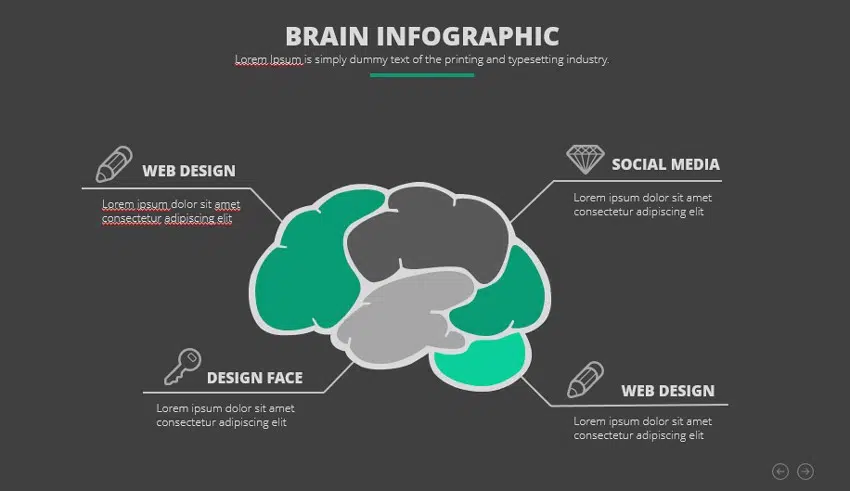 BRAIN INFOGRAPHIC
Lorem Ipsum is simply dummy text of the printing and typesetting industry.
WEB DESIGN
Lorem ipsum dolor sit amet
consectetur adipiscing elit
SOCIAL MEDIA
Lorem ipsum dolor sit amet
consectetur adipiscing elit
DESIGN FACE
Lorem ipsum dolor sit amet
consectetur adipiscing elit
WEB DESIGN
Lorem ipsum dolor sit amet
consectetur adipiscing elit